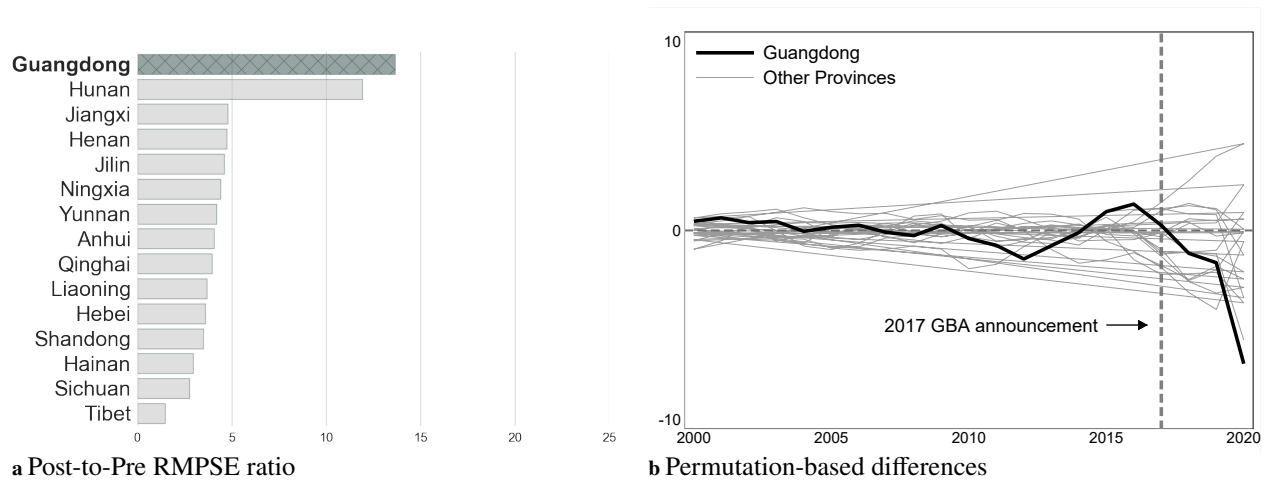 Guangdong
Hunan
Jiangxi
Henan
Jilin
Ningxia
Yunnan
Anhui
Qinghai
Liaoning
Hebei
Shandong
Hainan
Sichuan
Tibet
0 5 10 15 20 25
a Post-to-Pre RMPSE ratio
10
0
-10
Guangdong
Other Provinces
2017 GBA announcement
2000 2005 2010 2015 2020
b Permutation-based differences